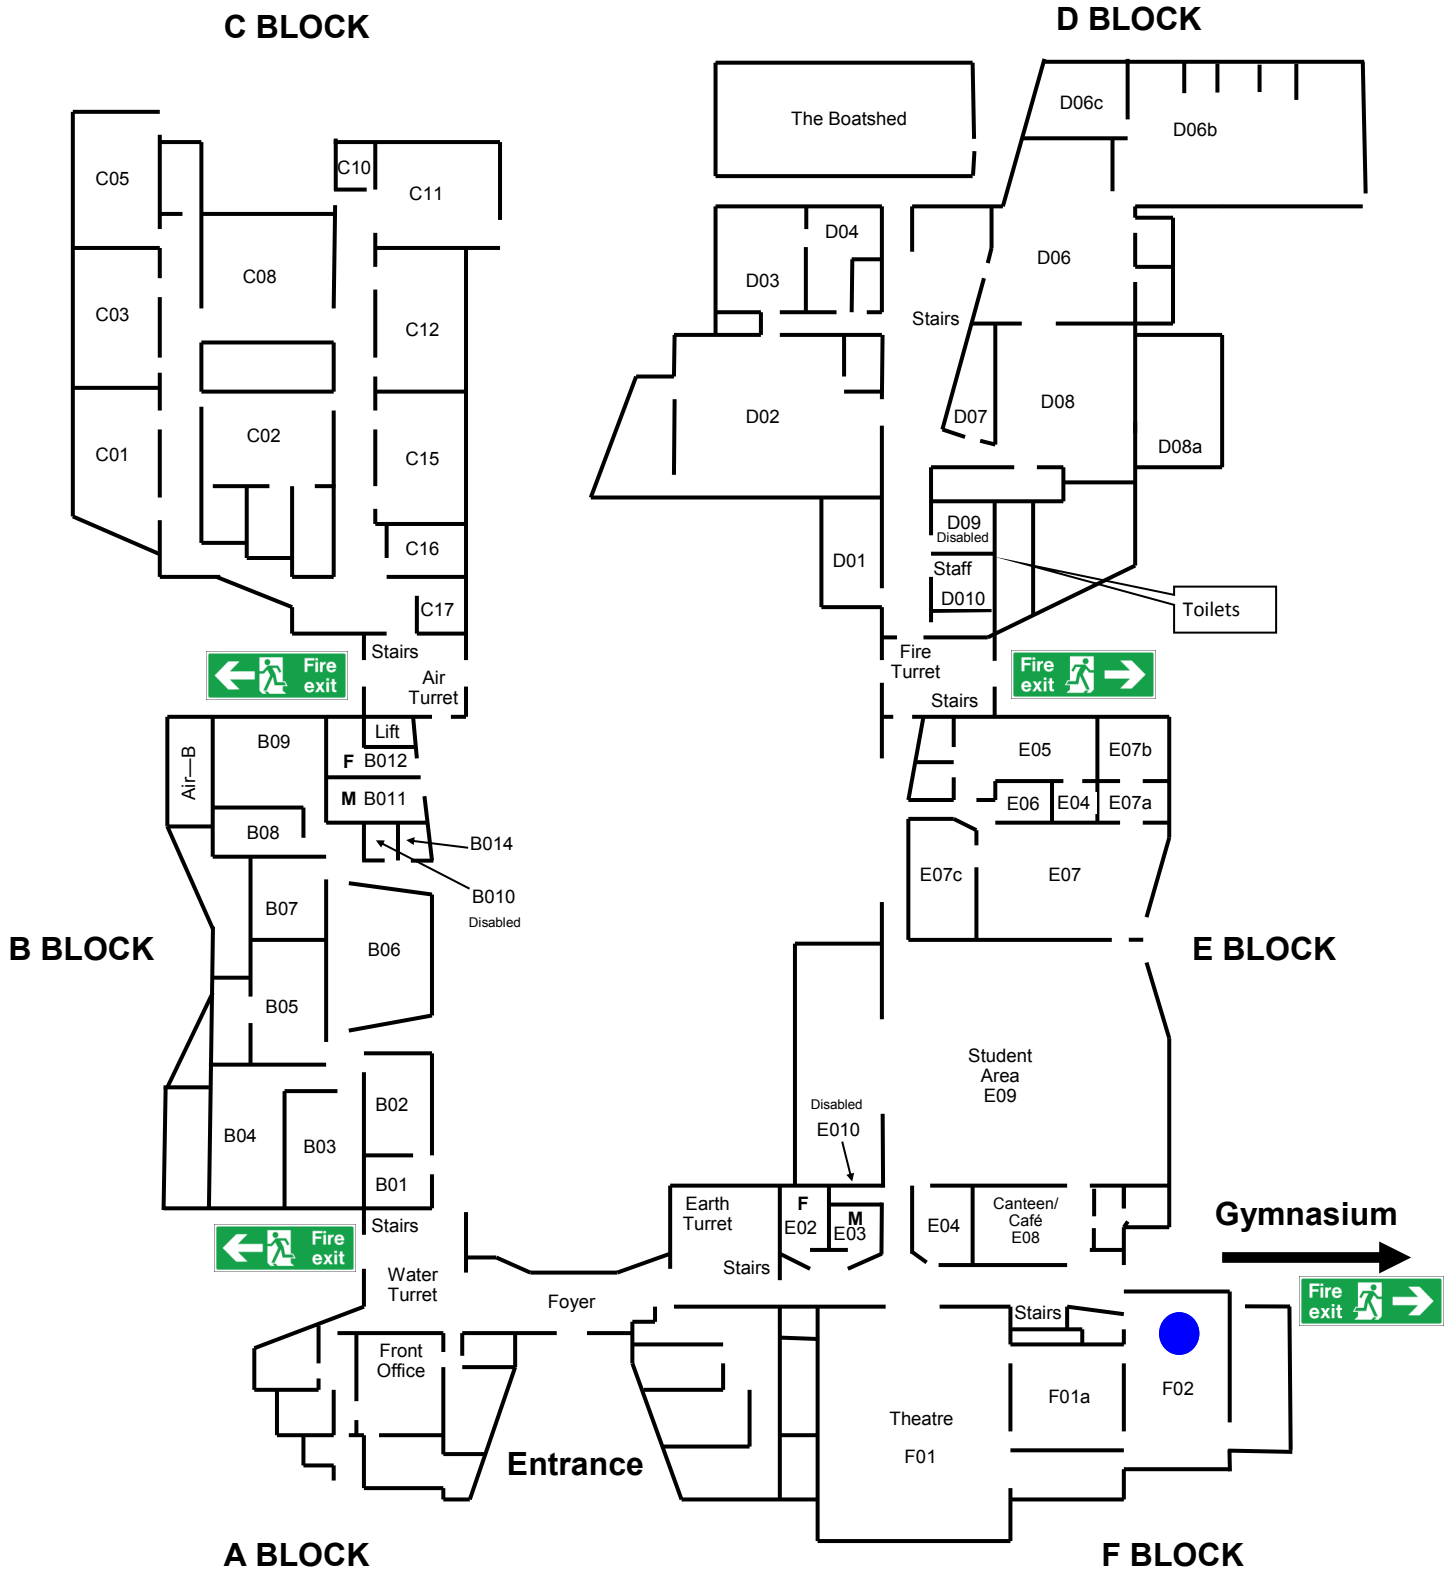 C BLOCK
D BLOCK
The Boatshed
D06c
D06b
C05
C10
C11
D04
D03
D06
C08
C03
C12
Stairs
D02
D07
D08
D08a
C01
C02
C15
C16
D01
D09
Disabled
Staff
D010
Toilets
C17
Stairs
Air
Turret
Fire
exit
Fire
Turret
Stairs
Fire
exit
Air—B
B09
Lift
F B012
M B011
B08
B014
B010
Disabled
B07
B06
B05
B BLOCK
E05
E07b
E06
E04
E07a
E07c
E07
E BLOCK
Student
Area
E09
Disabled
E010
B02
B04
B03
B01
Stairs
Fire
exit
Water
Turret
Earth
Turret
Stairs
F
E02
M
E03
E04
Canteen/
Café
E08
Gymnasium
Fire
exit
Foyer
Stairs
Front
Office
F01a
F02
Theatre
F01
Entrance
A BLOCK
F BLOCK